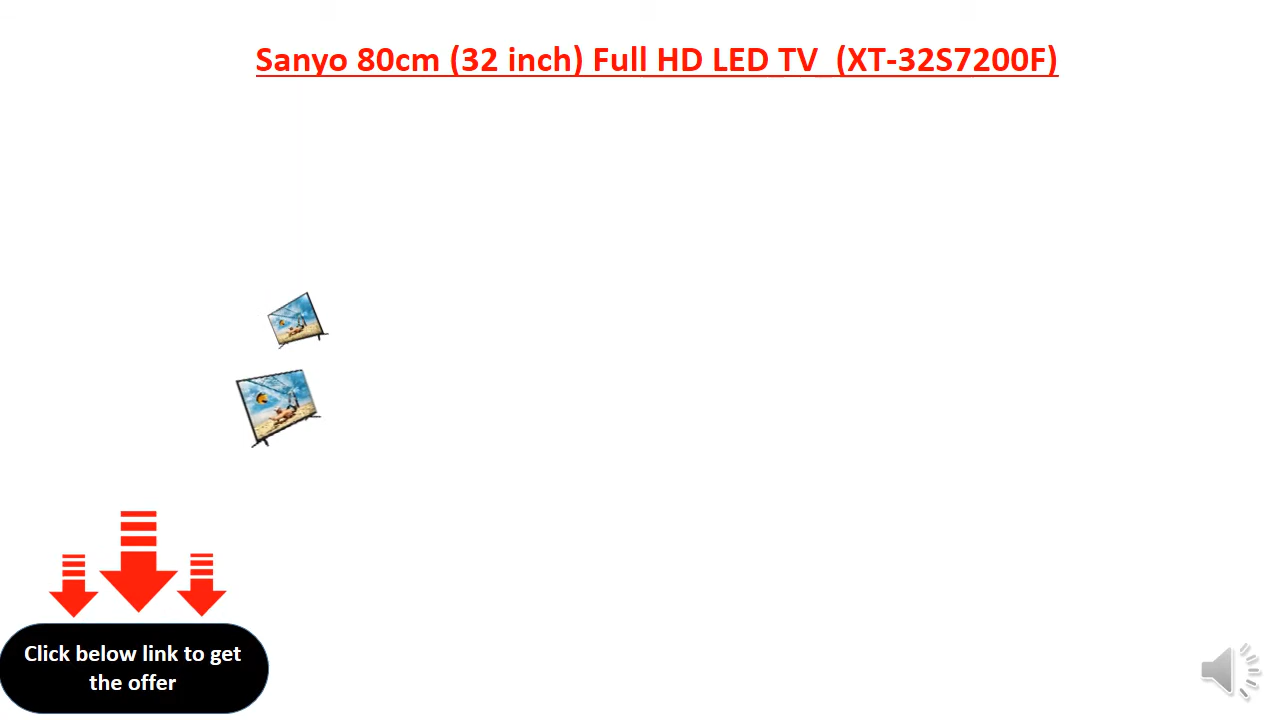 Sanyo 80cm (32 inch) Full HD LED TV  (XT-32S7200F)
Click below link to get
the offer